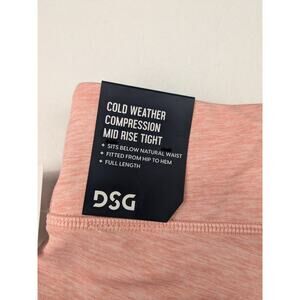 COLD WEATHER
COMPRESSION
MID RISE TIGHT
+ SITS BELOW NATURAL WAIST
+ FITTED FROM HIP TO HEM
+ FULL LENGTH
DSG